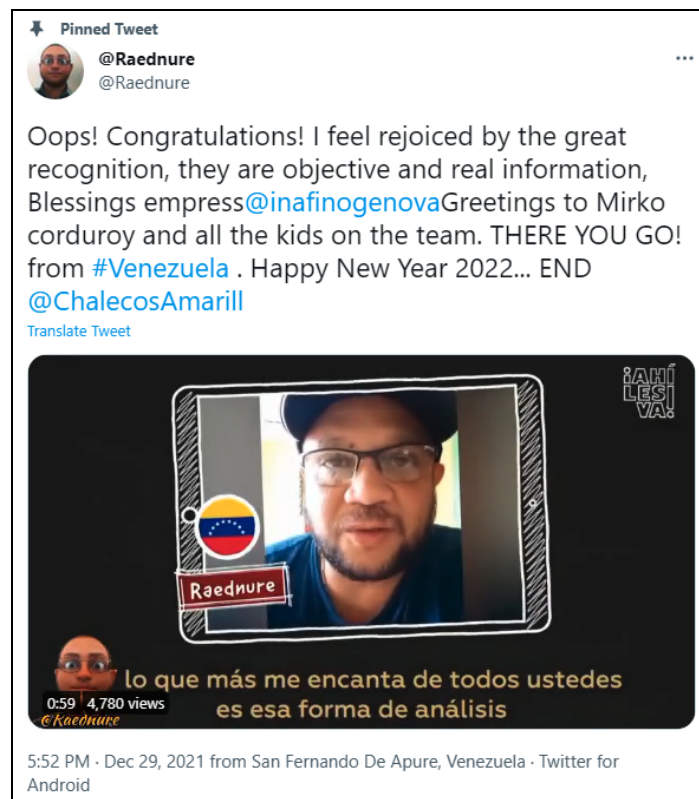 Pinned Tweet
@Raednure
@Raednure
Oops! Congratulations! I feel rejoiced by the great
recognition, they are objective and real information,
Blessings empress@inafinogenovaGreetings to Mirko
corduroy and all the kids on the team. THERE YOU GO!
from #Venezuela . Happy New Year 2022... END
@ChalecosAmarill
Translate Tweet
¡AHÍ
LES
VA!
Raednure
lo que más me encanta de todos ustedes
0:59 4,780 views
es esa forma de análisis
@Raednure
5:52 PM · Dec 29, 2021 from San Fernando De Apure, Venezuela · Twitter for
Android